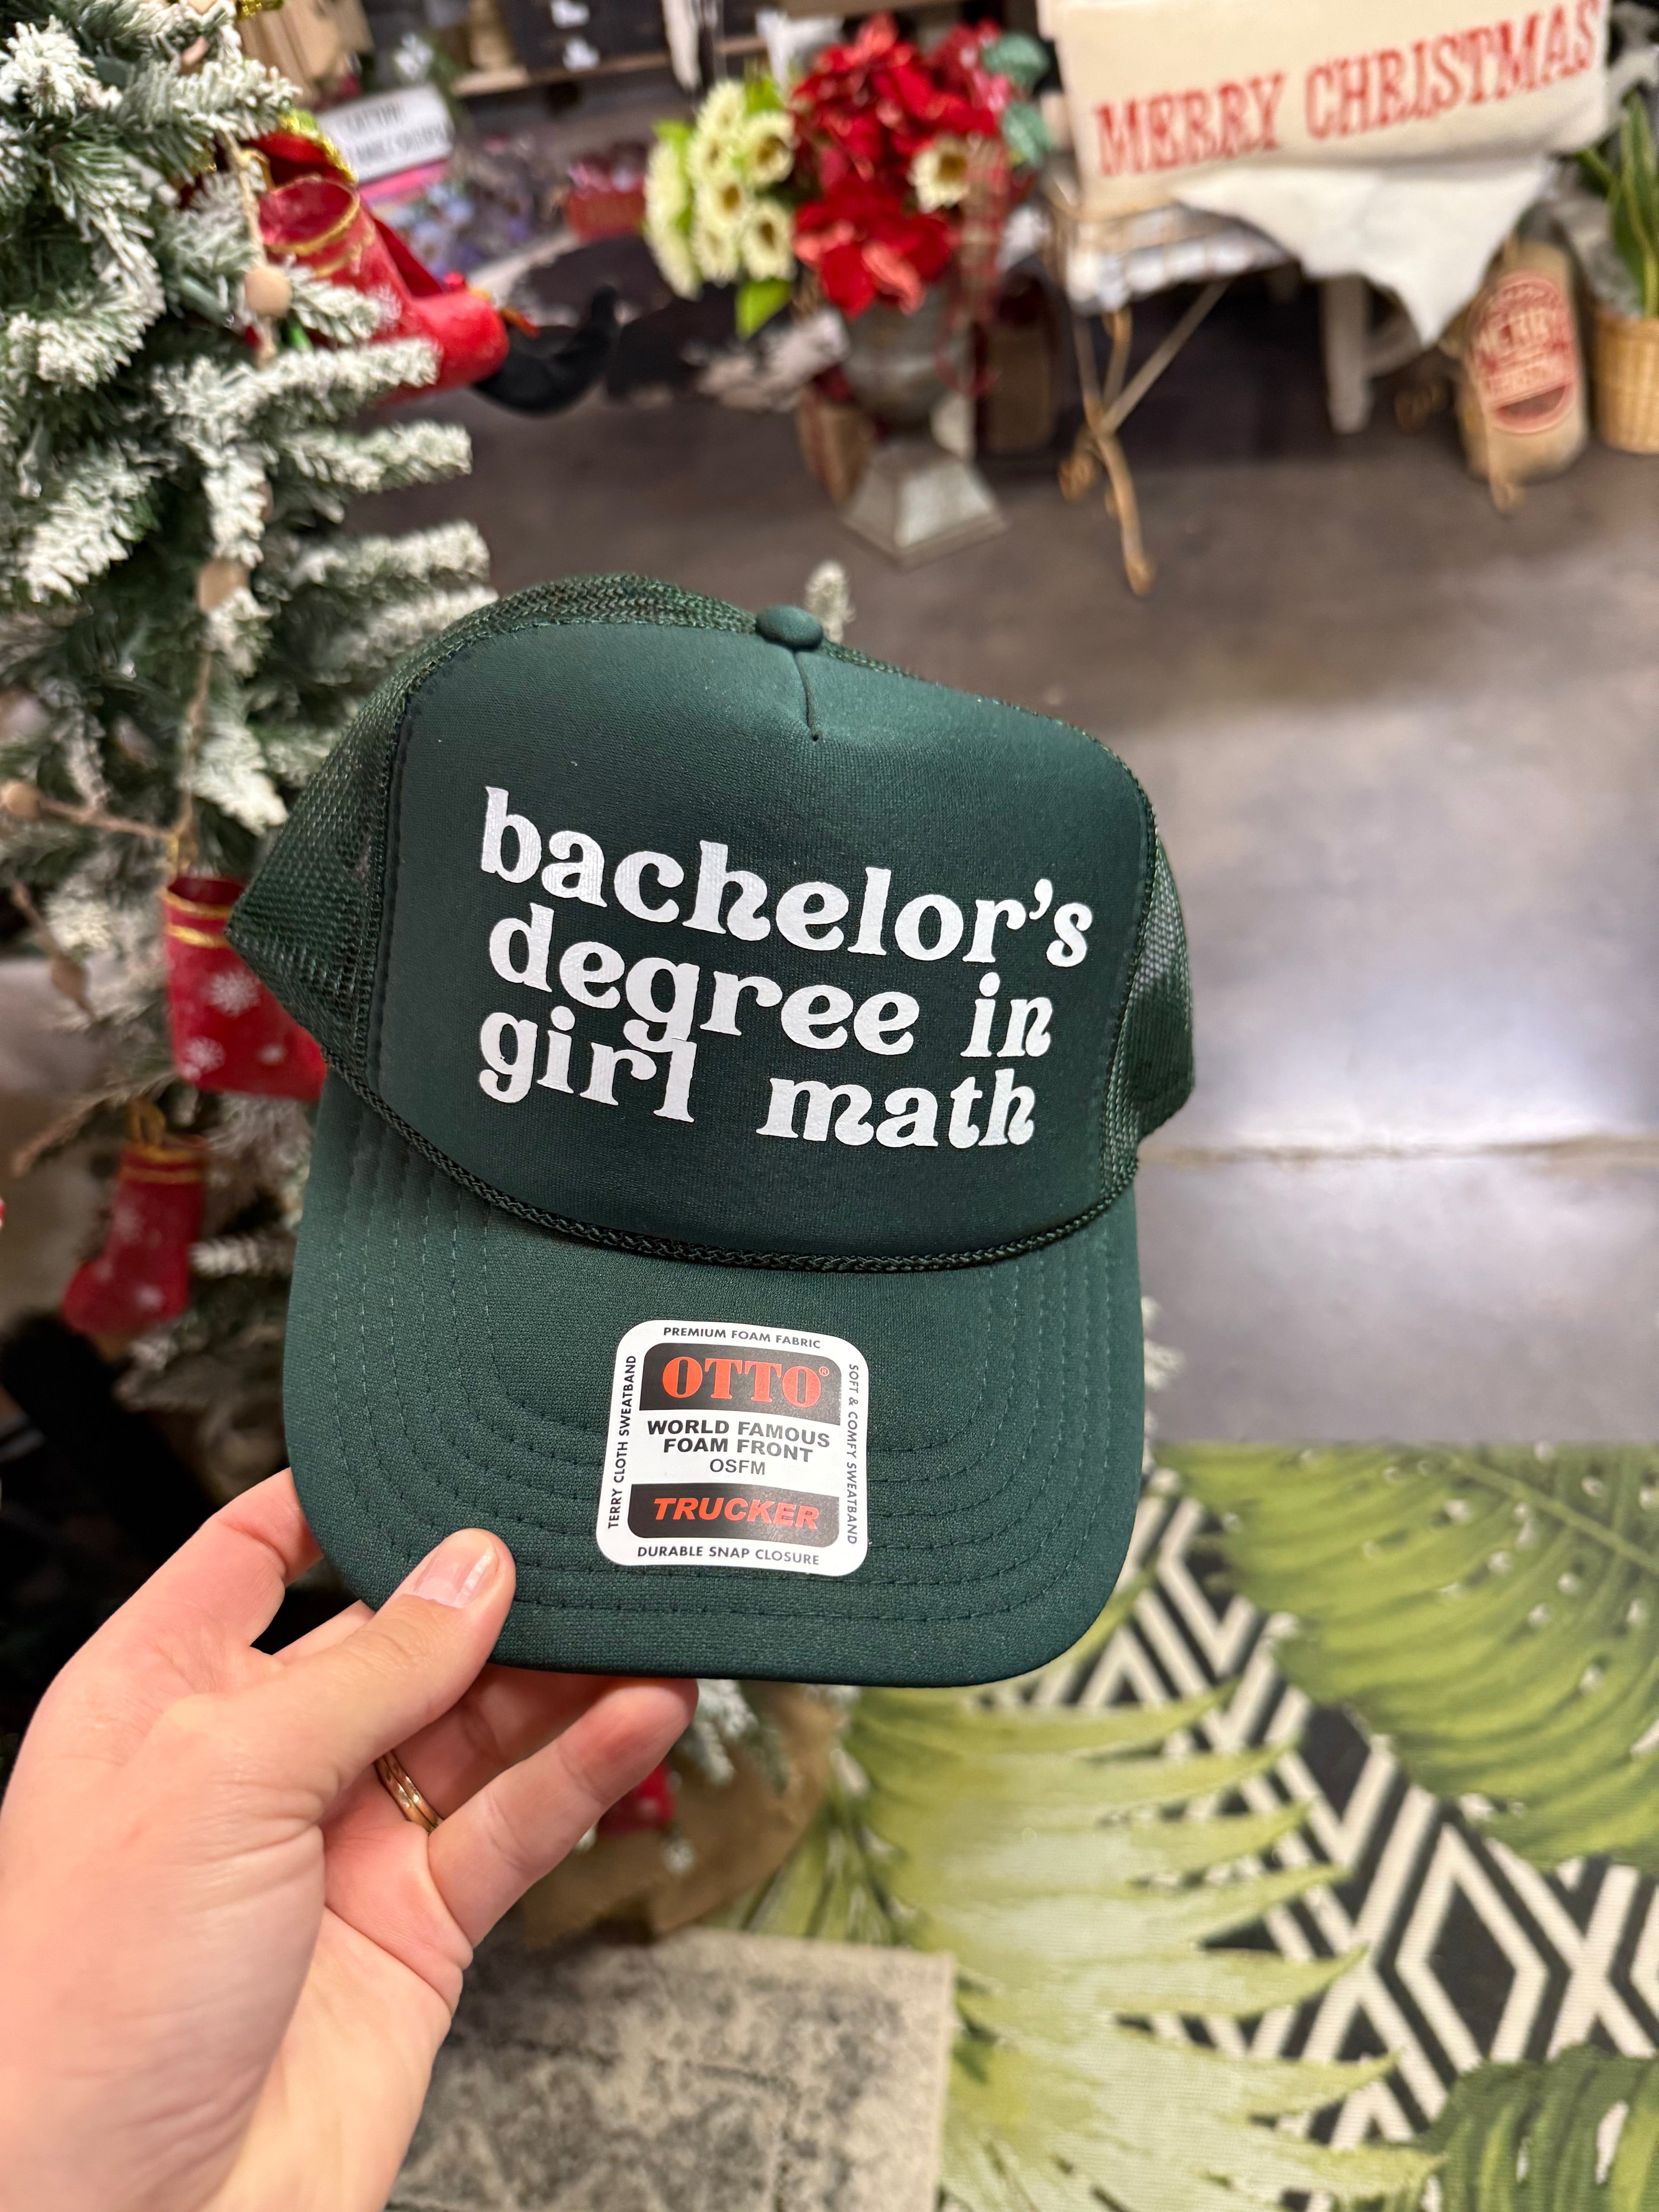 MERRY CHRISTMAS
MERRY
bachelor's
degree in
girl math
PREMIUM FOAM FABRIC
OTTO®
WORLD FAMOUS
FOAM FRONT
OSFM
TRUCKER
DURABLE SNAP CLOSURE
TERRY CLOTH SWEATBAND
SOFT & COMFY SWEATBAND